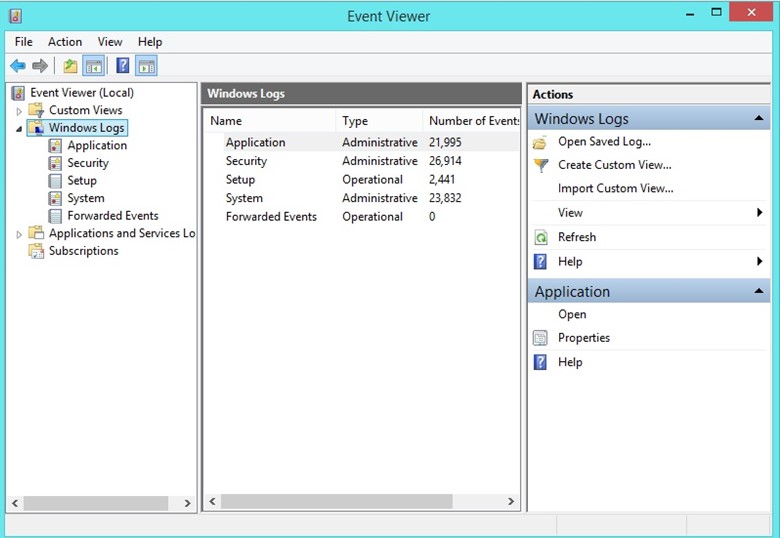 Event Viewer
File Action View Help
Event Viewer (Local)
Custom Views
Windows Logs
Application
Security
Setup
System
Forwarded Events
Applications and Services Lo
Subscriptions
Windows Logs
Name Type Number of Events
Application Administrative 21,995
Security Administrative 26,914
Setup Operational 2,441
System Administrative 23,832
Forwarded Events Operational 0
Actions
Windows Logs
Open Saved Log...
Create Custom View...
Import Custom View...
View
Refresh
Help
Application
Open
Properties
Help